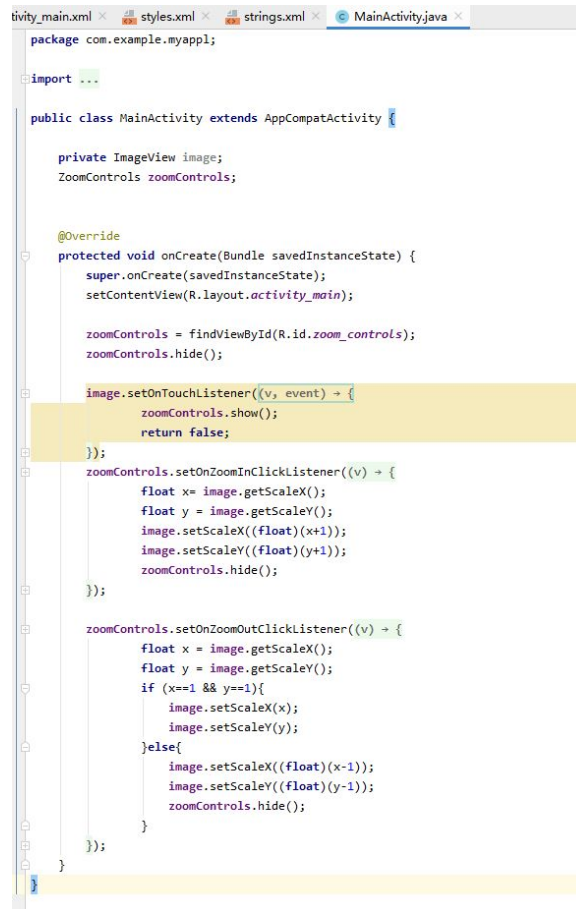 tivity_main.xml × styles.xml × strings.xml × C MainActivity.java ×
package com.example.myappl;
import ...
public class MainActivity extends AppCompatActivity {
private ImageView image;
ZoomControls zoomControls;
@Override
protected void onCreate(Bundle savedInstanceState) {
super.onCreate(savedInstanceState);
setContentView(R.layout.activity_main);
zoomControls = findViewById(R.id.zoom_controls);
zoomControls.hide();
image.setOnTouchListener((v, event) → {
zoomControls.show();
return false;
});
zoomControls.setOnZoomInClickListener((v) → {
float x= image.getScaleX();
float y = image.getScaleY();
image.setScaleX((float)(x+1));
image.setScaleY((float)(y+1));
zoomControls.hide();
});
zoomControls.setOnZoomOutClickListener((v) → {
float x = image.getScaleX();
float y = image.getScaleY();
if (x==1 && y==1){
image.setScaleX(x);
image.setScaleY(y);
}else{
image.setScaleX((float)(x-1));
image.setScaleY((float)(y-1));
zoomControls.hide();
}
});
}
}